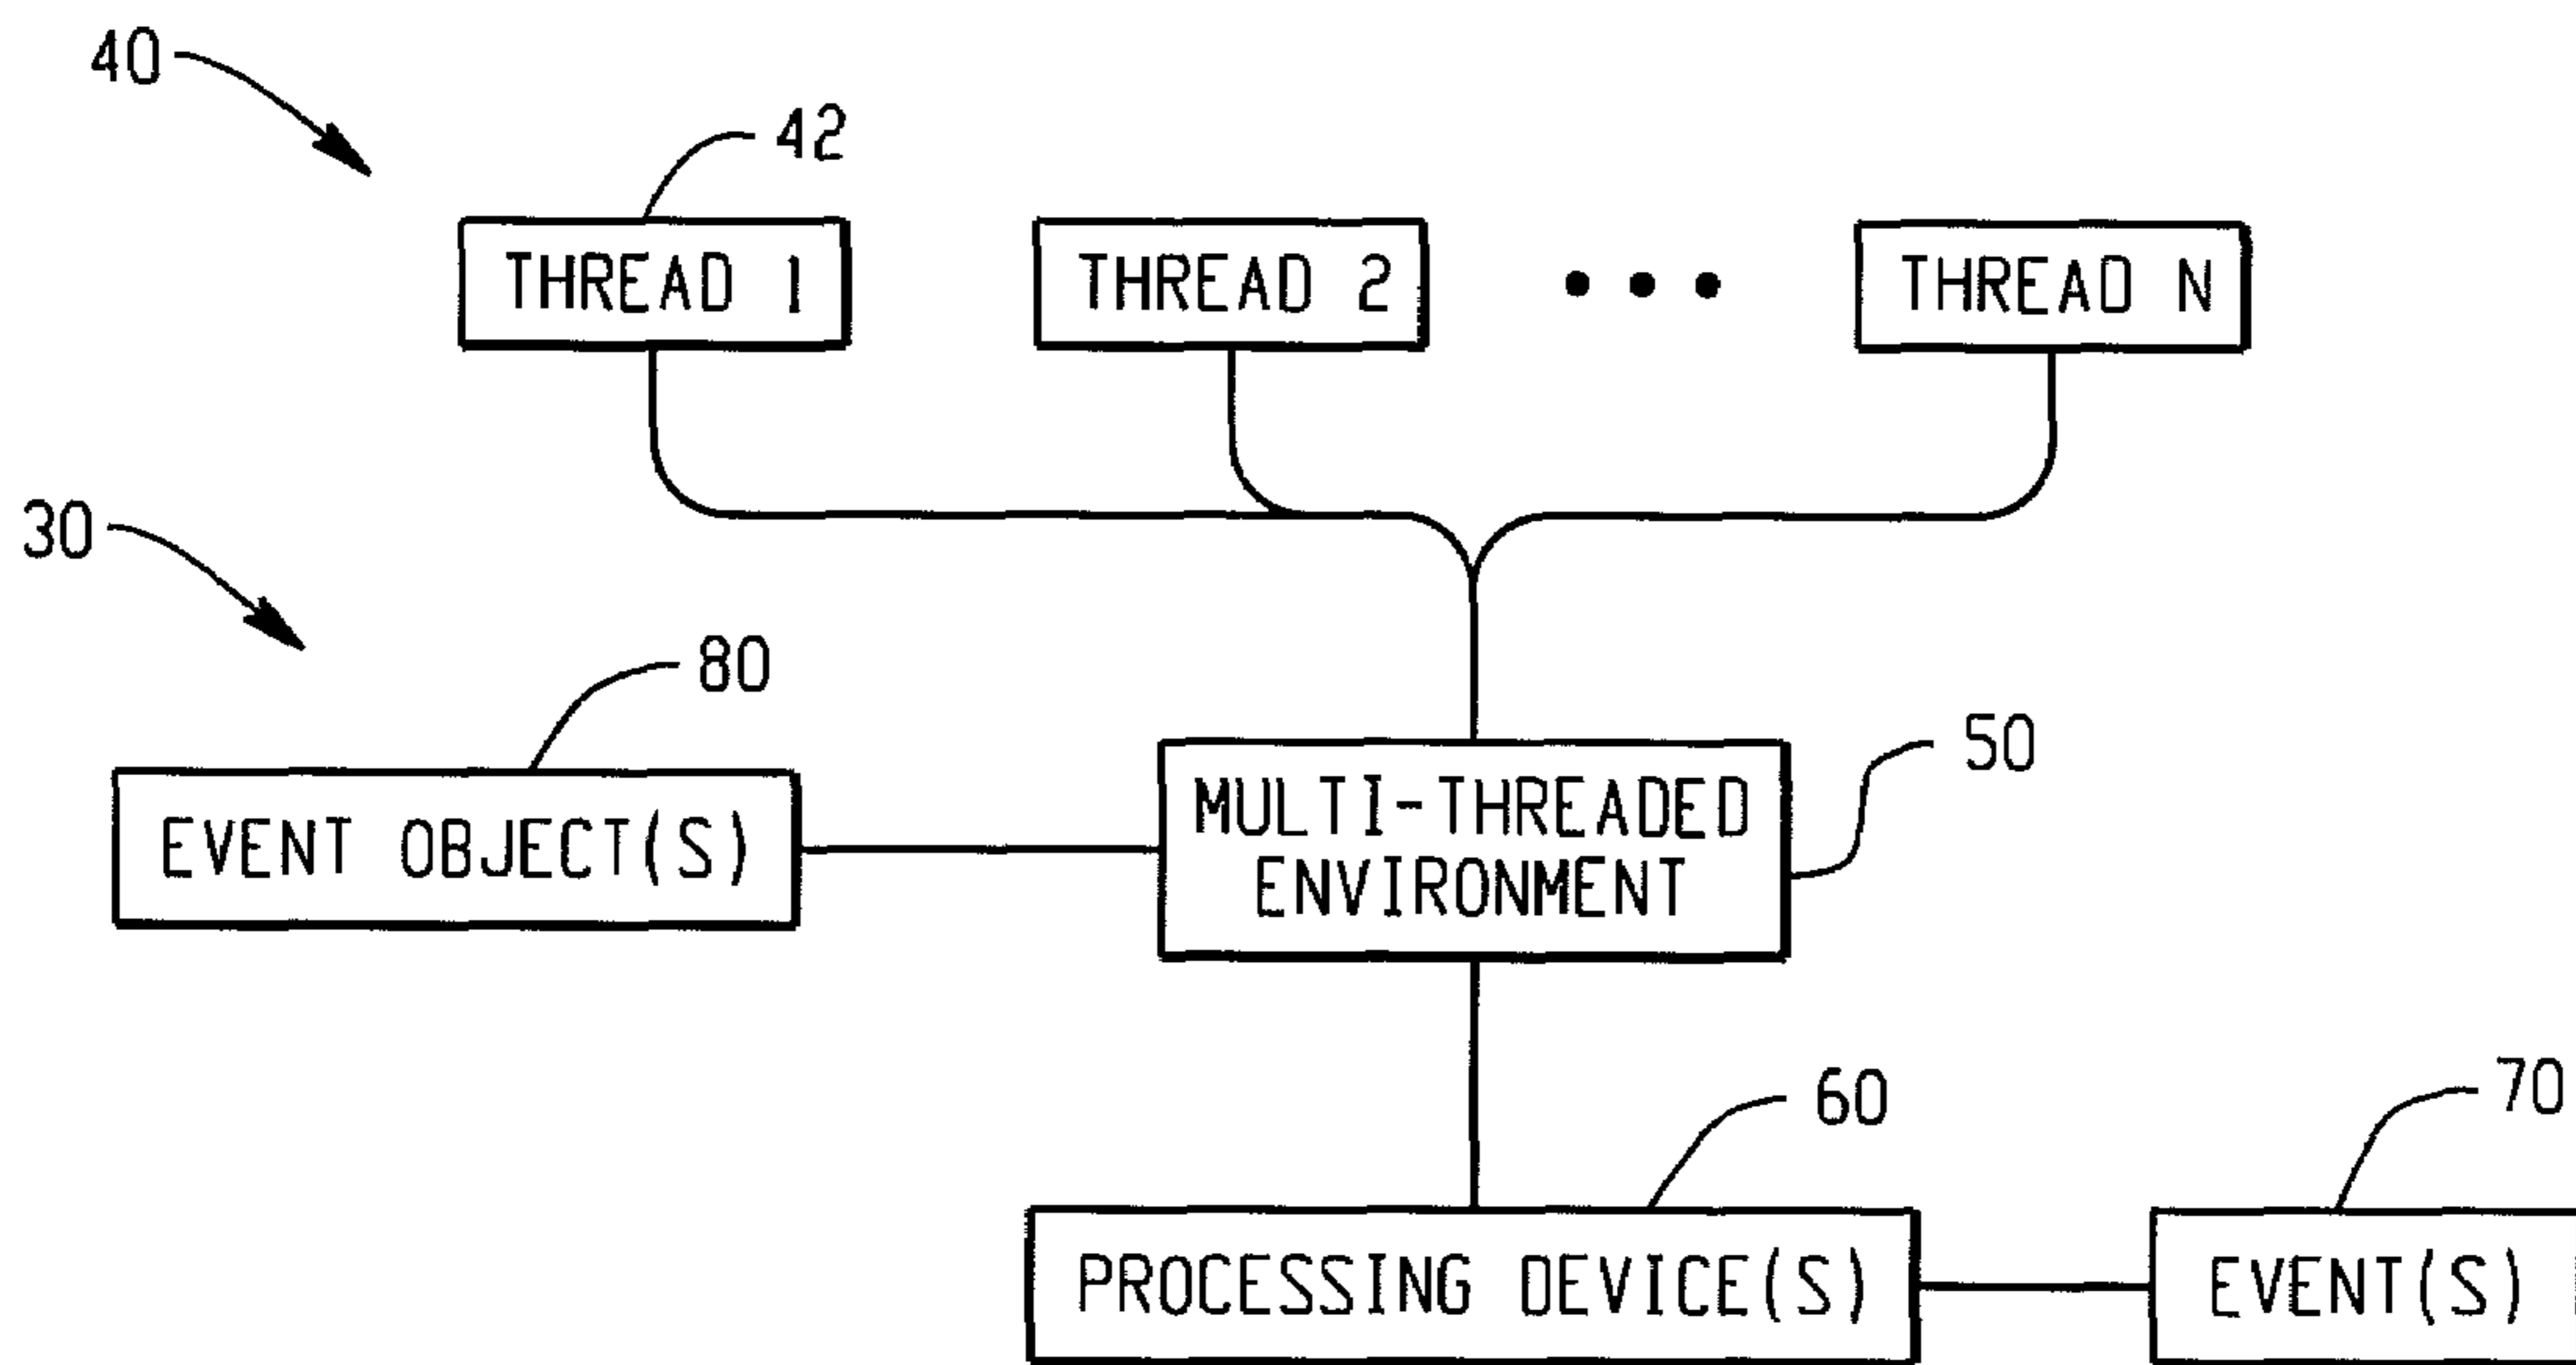 40
42
THREAD 1
THREAD 2
THREAD N
30
80
50
EVENT OBJECT(S)
MULTI-THREADED
ENVIRONMENT
60
70
PROCESSING DEVICE(S)
EVENT(S)